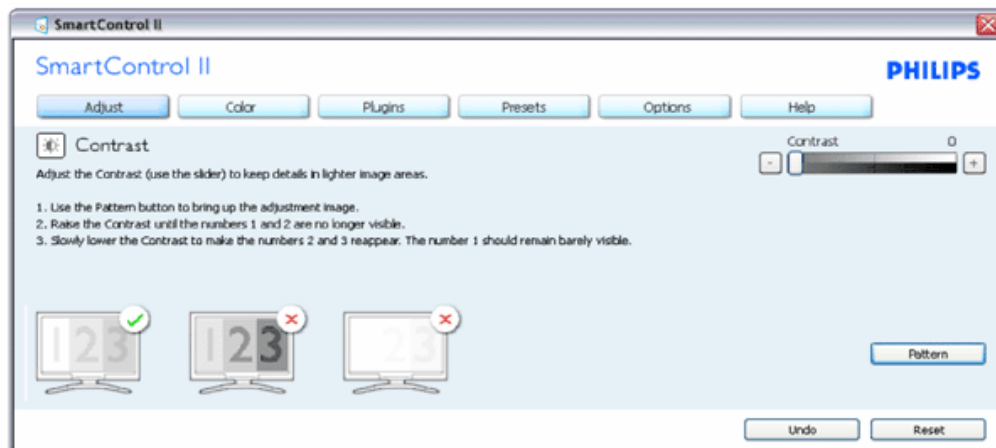 SmartControl II
SmartControl II
PHILIPS
Adjust Color Plugins Presets Options Help
Contrast
Contrast 0
- +
Adjust the Contrast (use the slider) to keep details in lighter image areas.
1. Use the Pattern button to bring up the adjustment image.
2. Raise the Contrast until the numbers 1 and 2 are no longer visible.
3. Slowly lower the Contrast to make the numbers 2 and 3 reappear. The number 1 should remain barely visible.
123 123 23
Pattern
Undo Reset